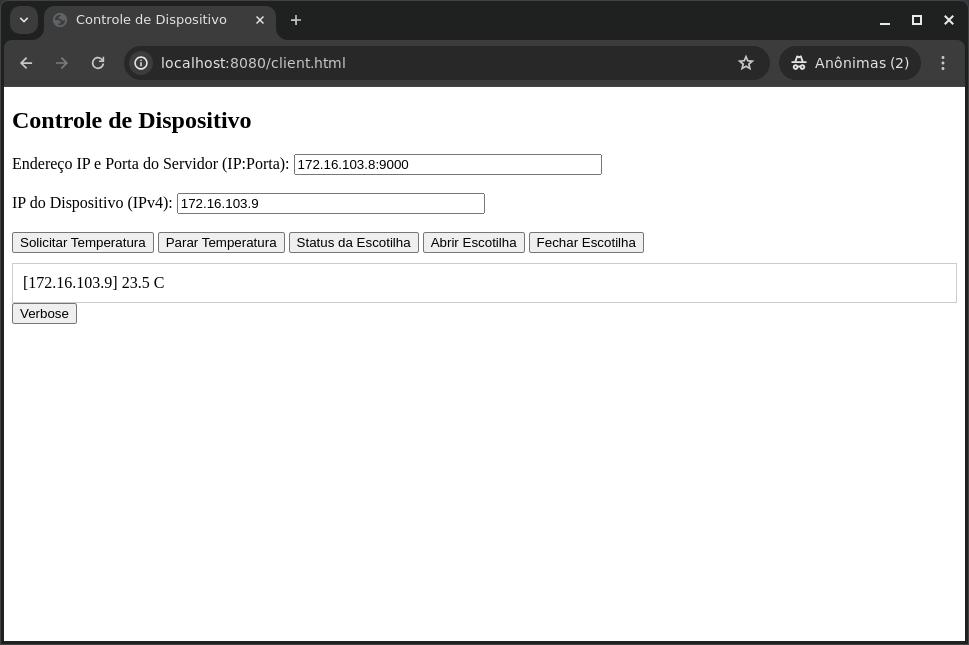 Controle de Dispositivo
localhost:8080/client.html
Anônimas (2)
Controle de Dispositivo
Endereço IP e Porta do Servidor (IP:Porta): 172.16.103.8:9000
IP do Dispositivo (IPv4): 172.16.103.9
Solicitar Temperatura Parar Temperatura Status da Escotilha Abrir Escotilha Fechar Escotilha
[172.16.103.9] 23.5 C
Verbose